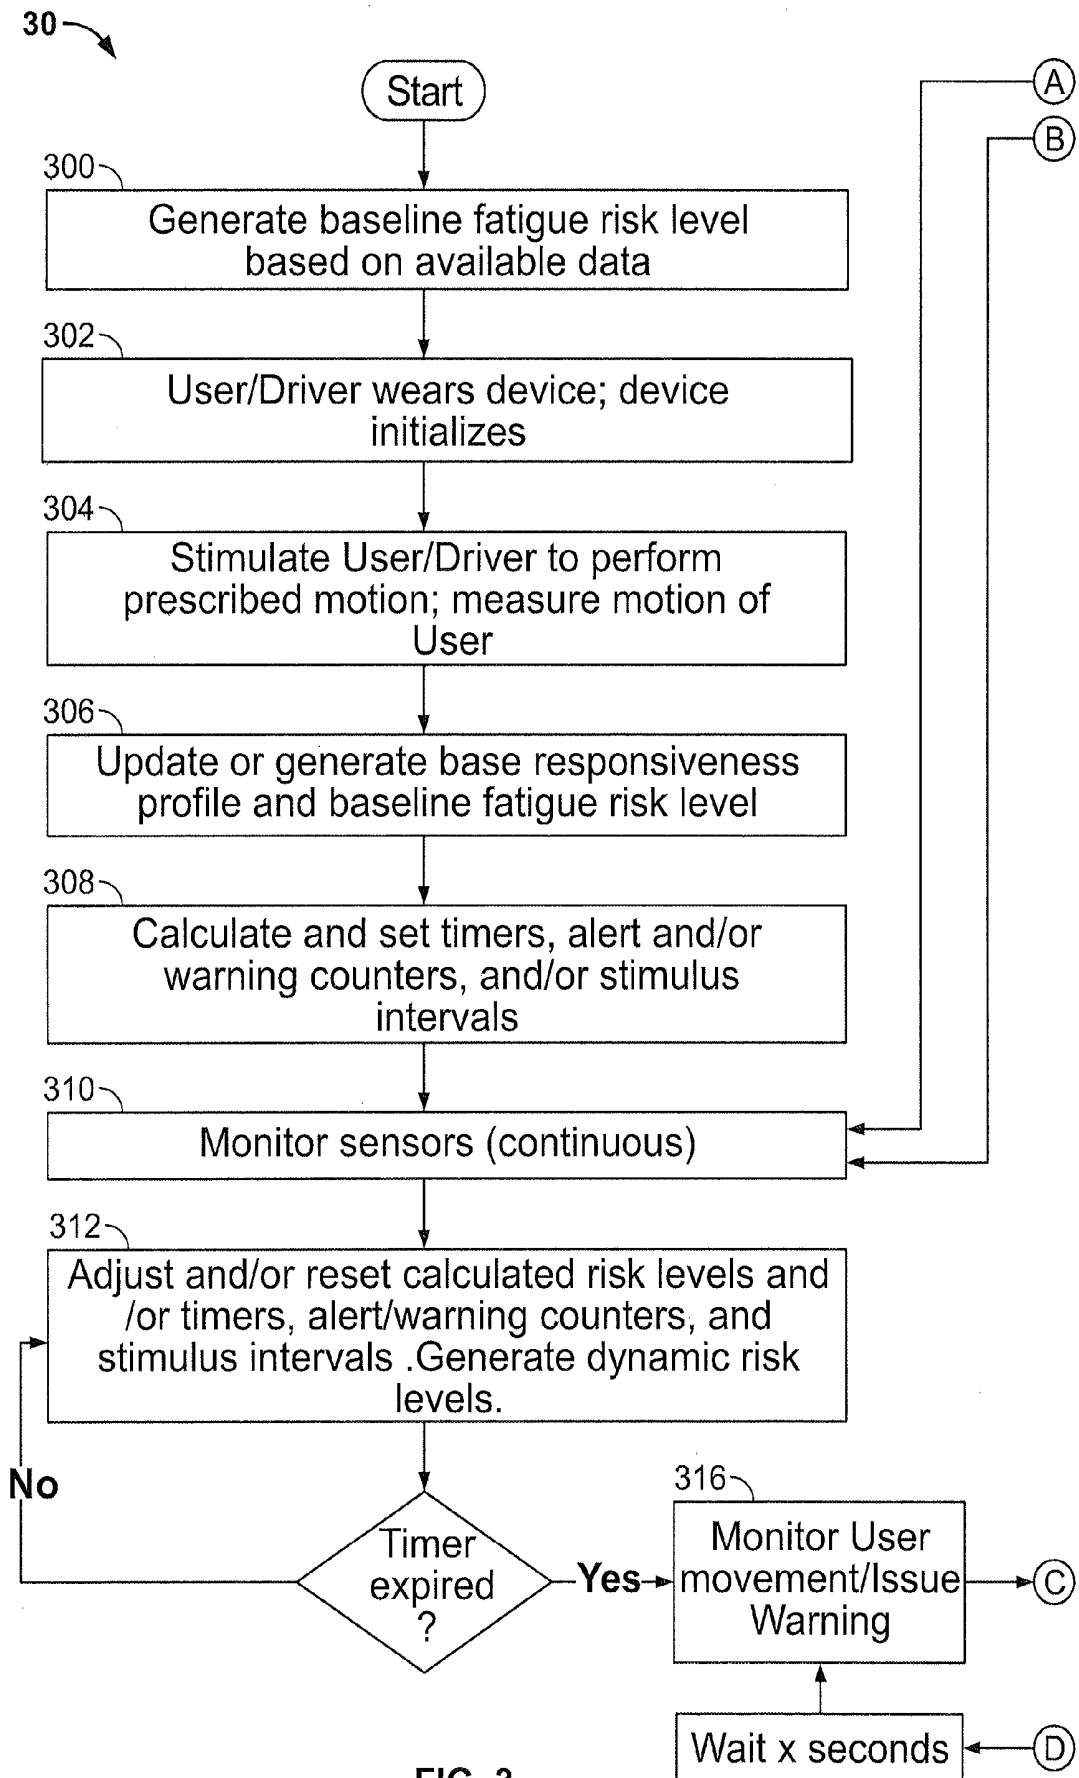 30
Start
A
B
300
Generate baseline fatigue risk level
based on available data
302
User/Driver wears device; device
initializes
304
Stimulate User/Driver to perform
prescribed motion; measure motion of
User
306
Update or generate base responsiveness
profile and baseline fatigue risk level
308
Calculate and set timers, alert and/or
warning counters, and/or stimulus
intervals
310
Monitor sensors (continuous)
312
Adjust and/or reset calculated risk levels and
/or timers, alert/warning counters, and
stimulus intervals .Generate dynamic risk
levels.
No
Timer
expired
?
Yes
316
Monitor User
movement/Issue
Warning
C
Wait x seconds
D